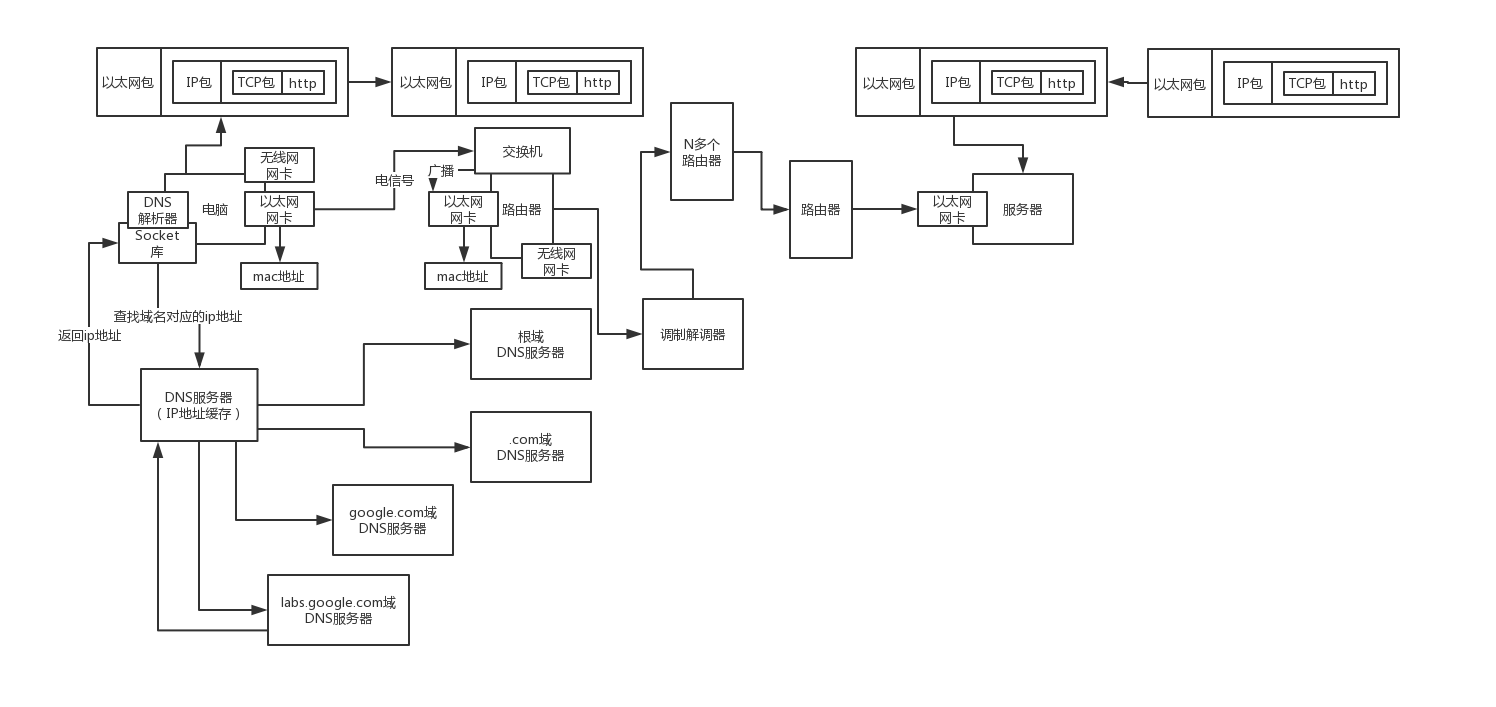 以太网包
IP包
TCP包
http
以太网包
IP包
TCP包
http
以太网包
IP包
TCP包
http
以太网包
IP包
TCP包
http
无线网
网卡
DNS
解析器
电脑
以太网
网卡
Socket
库
mac地址
电信号
交换机
广播
以太网
网卡
路由器
无线网
网卡
mac地址
N多个
路由器
路由器
以太网
网卡
服务器
查找域名对应的ip地址
返回ip地址
根域
DNS服务器
调制解调器
DNS服务器
（IP地址缓存）
.com域
DNS服务器
google.com域
DNS服务器
labs.google.com域
DNS服务器